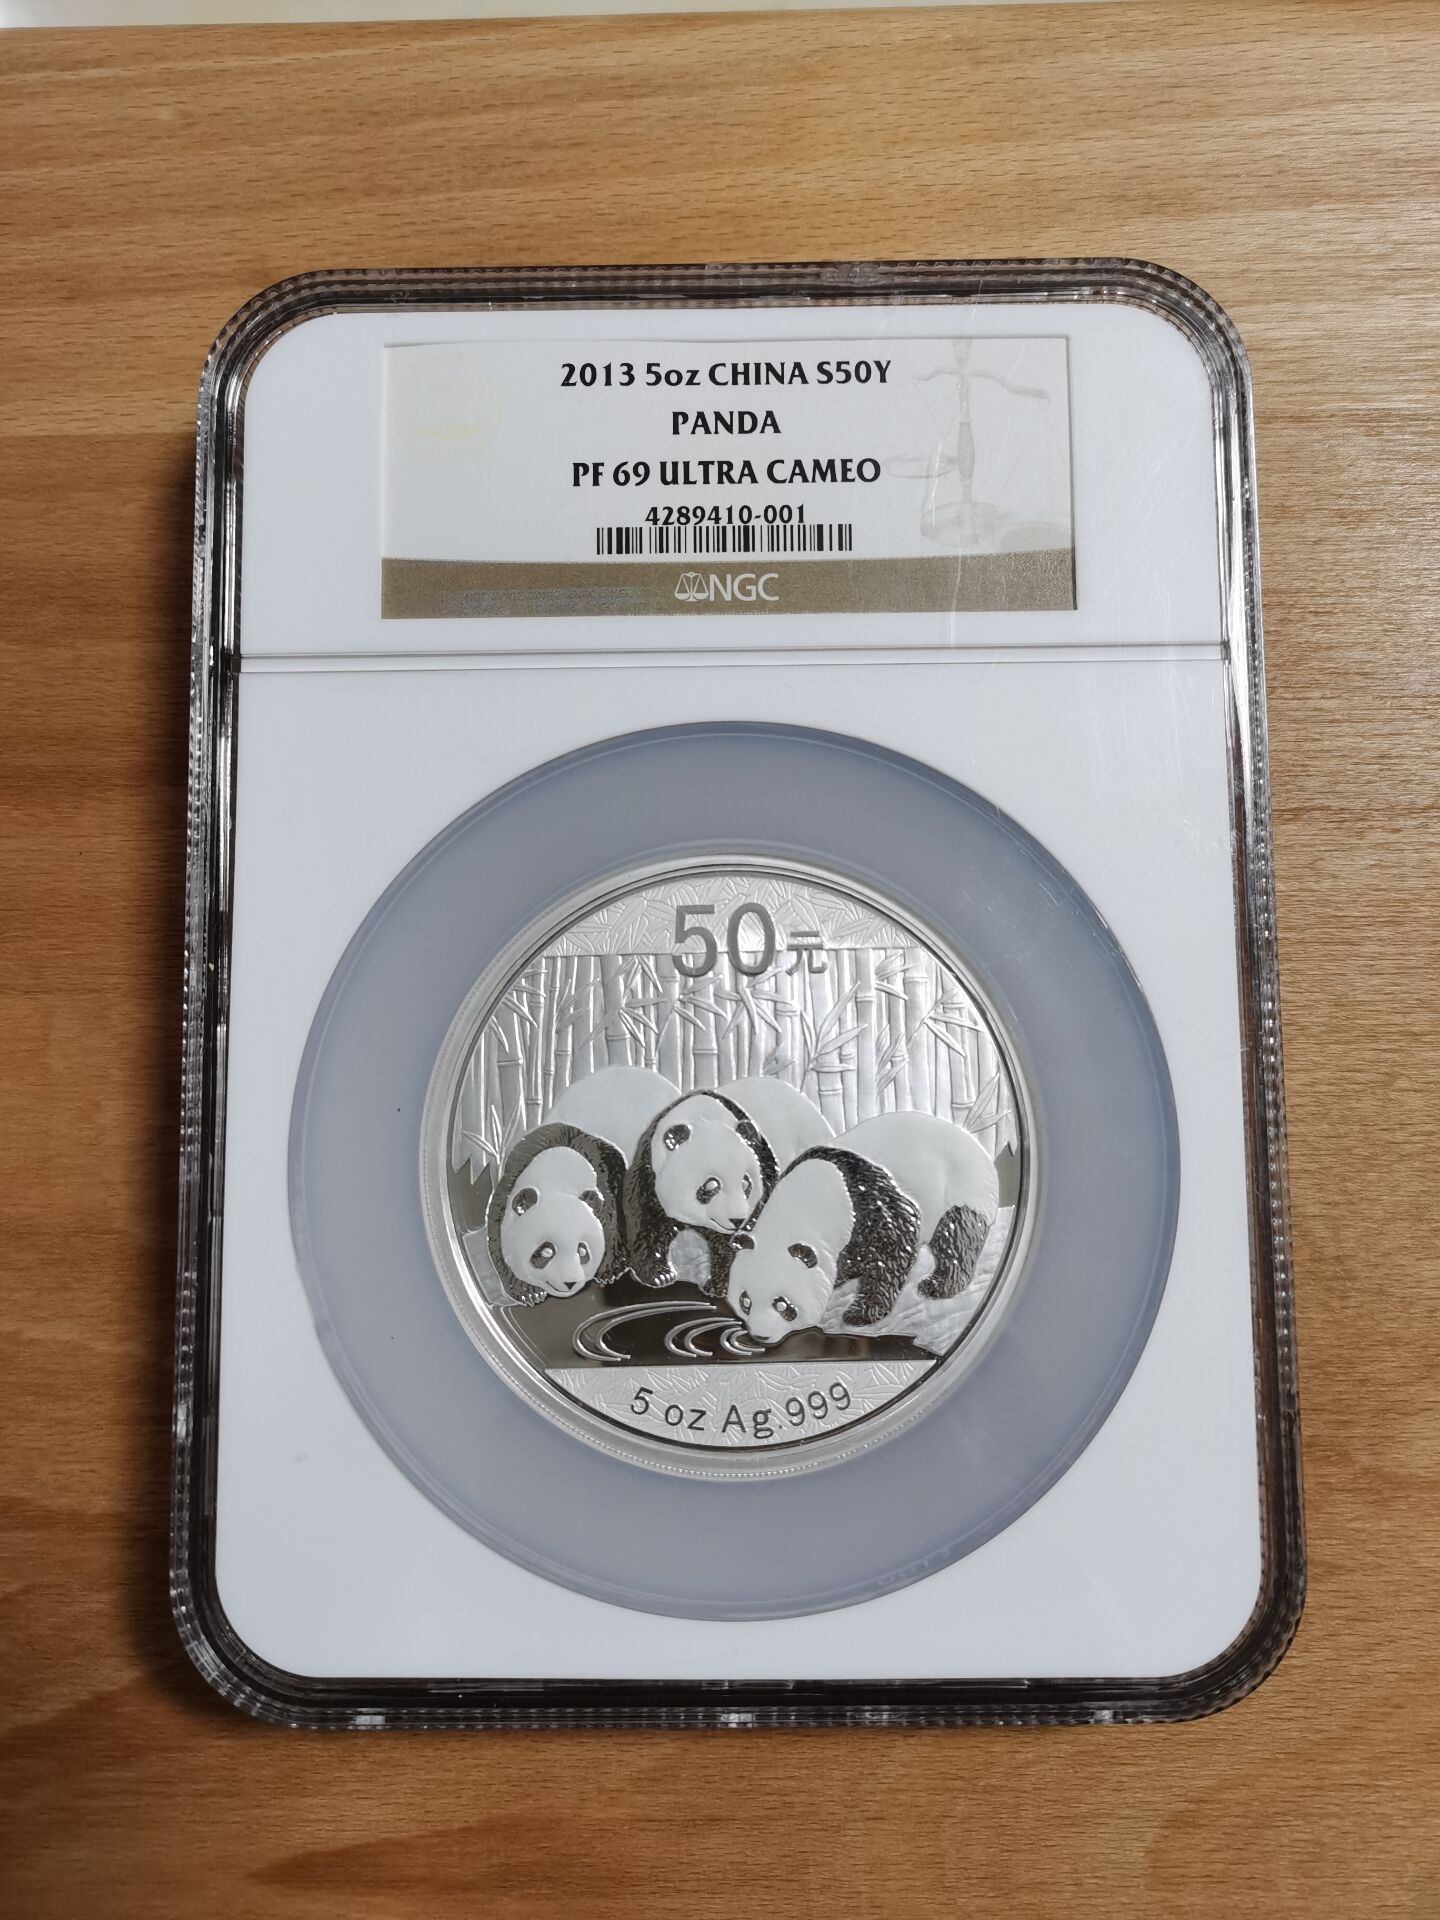 2013 5oz CHINA S50Y
PANDA
PF 69 ULTRA CAMEO
4289410-001
NGC
50元
5 oz Ag.999